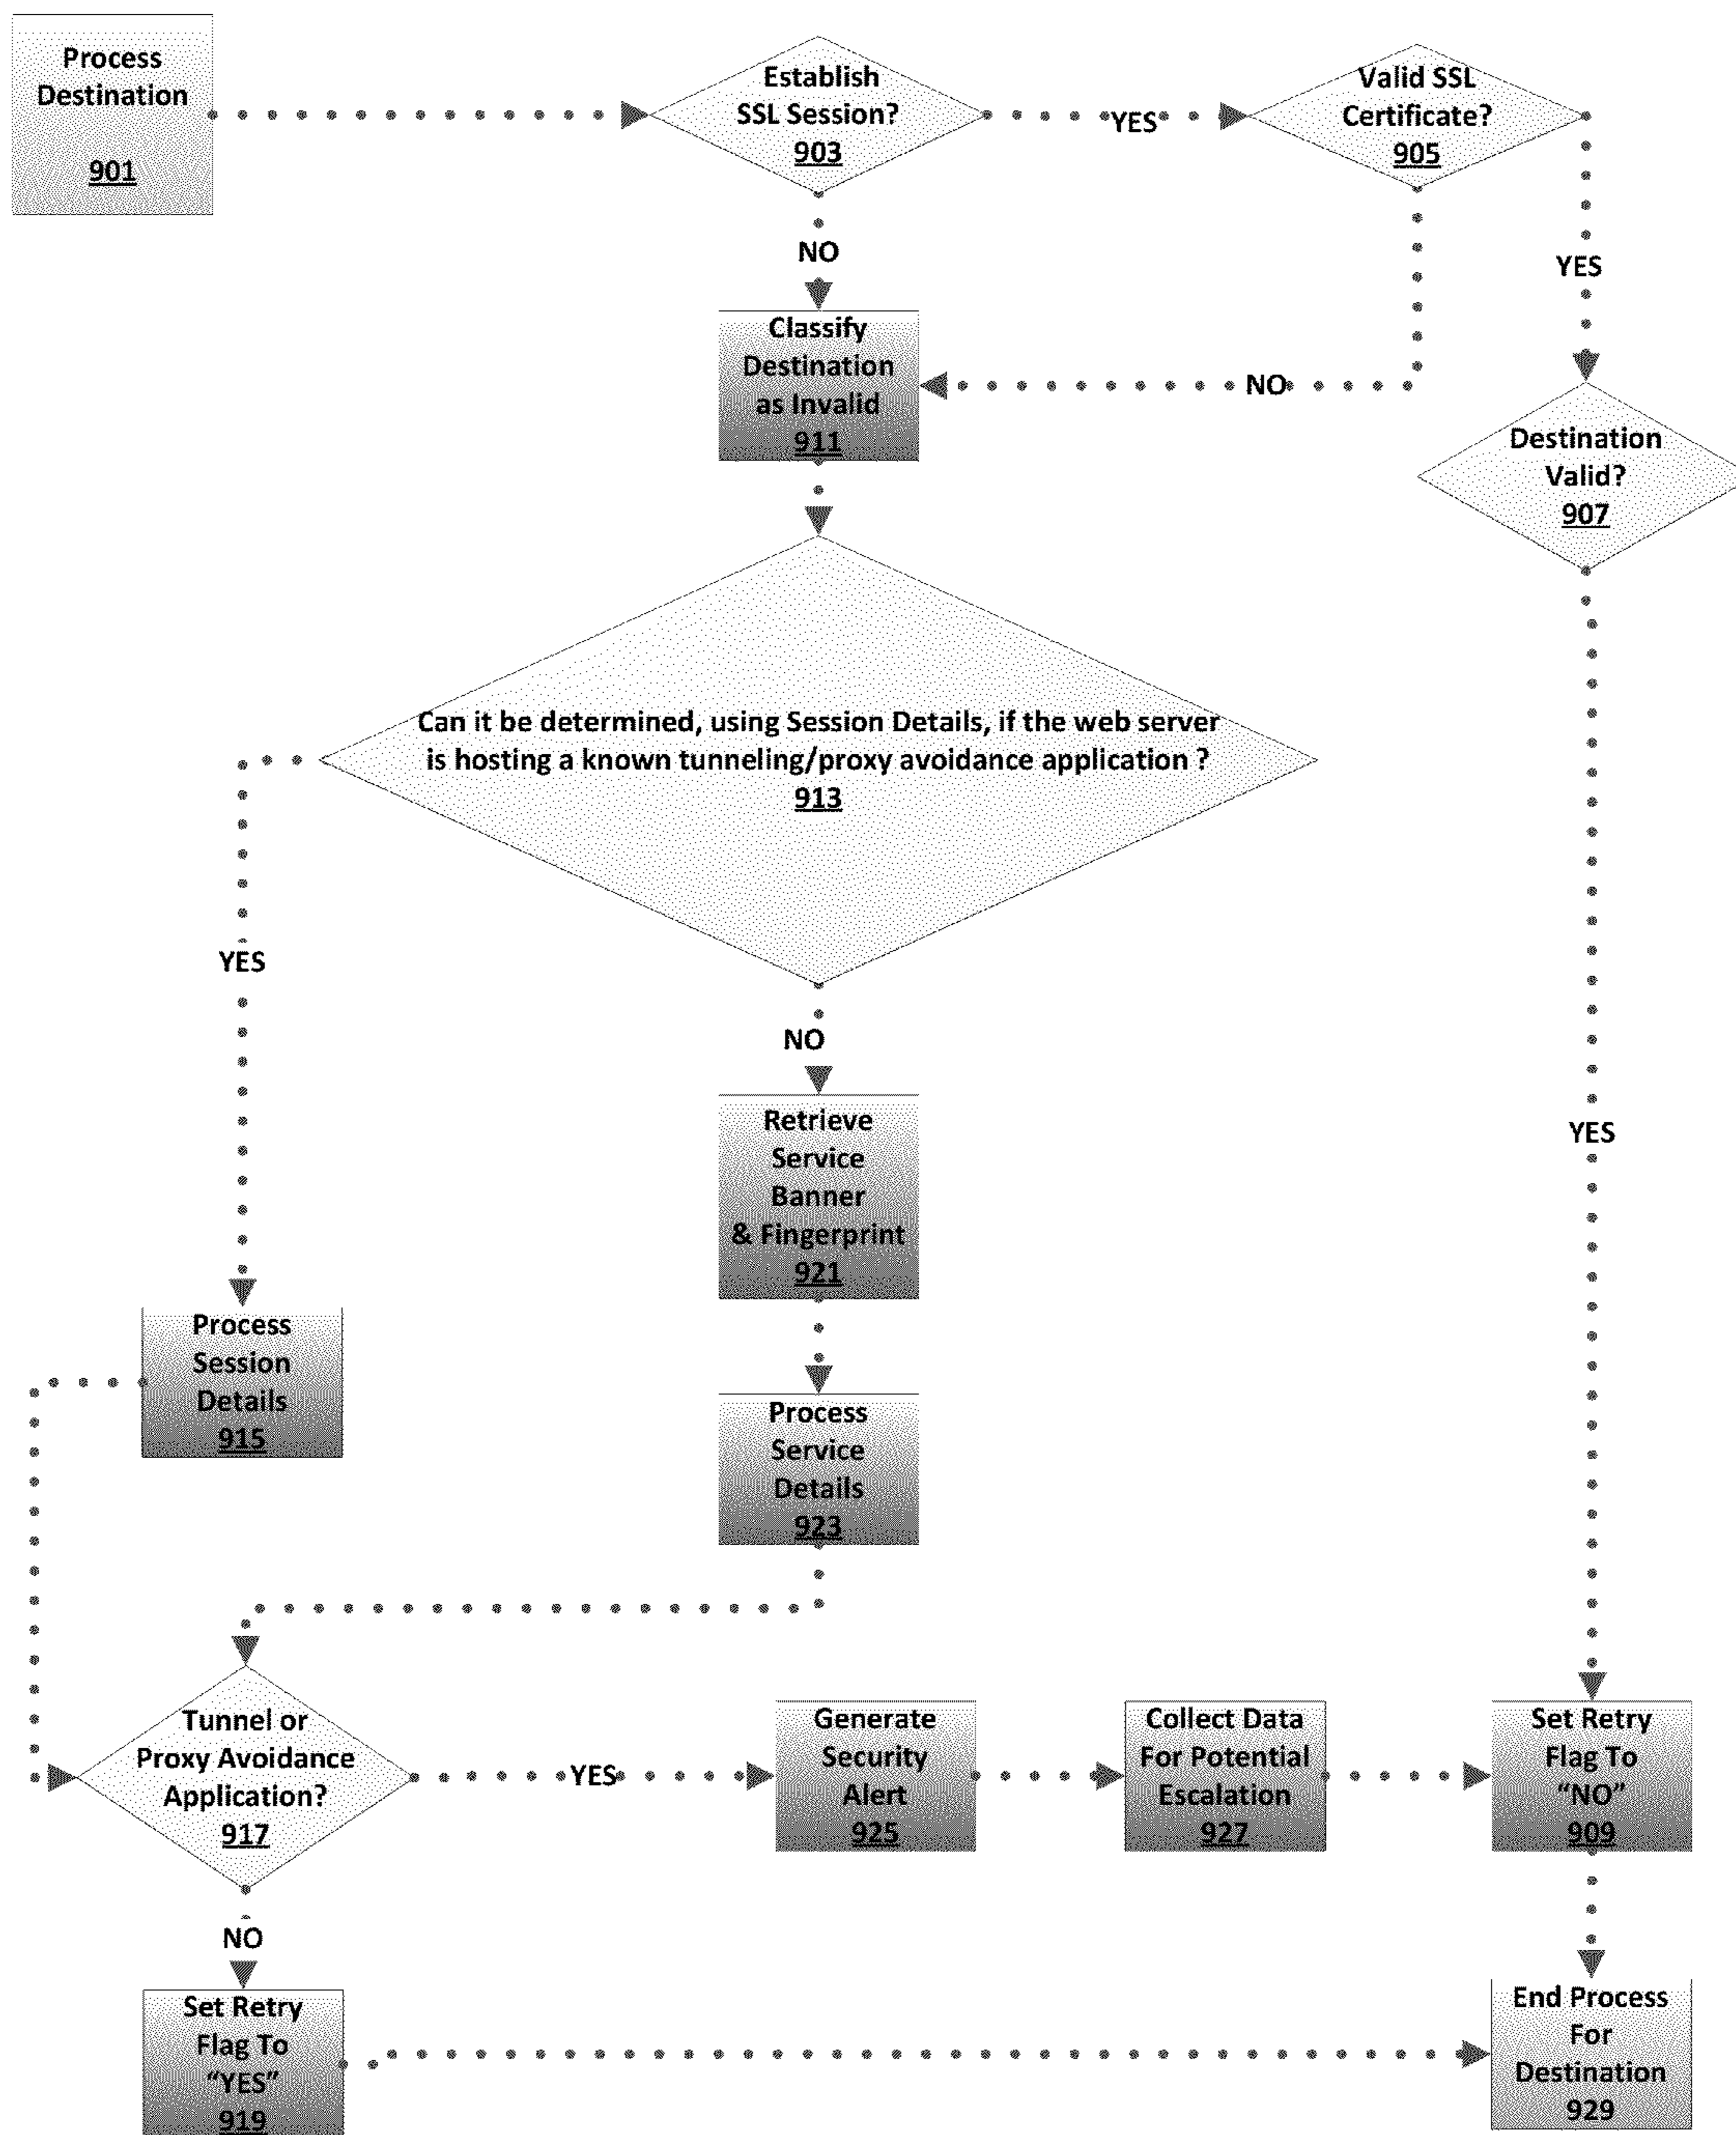 Process
Destination
901
Establish
SSL Session?
903
YES
Valid SSL
Certificate?
905
NO
YES
Classify
Destination
as Invalid
911
NO
Destination
Valid?
907
Can it be determined, using Session Details, if the web server
is hosting a known tunneling/proxy avoidance application ?
913
YES
NO
YES
Retrieve
Service
Banner
& Fingerprint
921
Process
Session
Details
915
Process
Service
Details
923
Tunnel or
Proxy Avoidance
Application?
917
YES
Generate
Security
Alert
925
Collect Data
For Potential
Escalation
927
Set Retry
Flag To
“NO”
909
NO
Set Retry
Flag To
“YES”
919
End Process
For
Destination
929